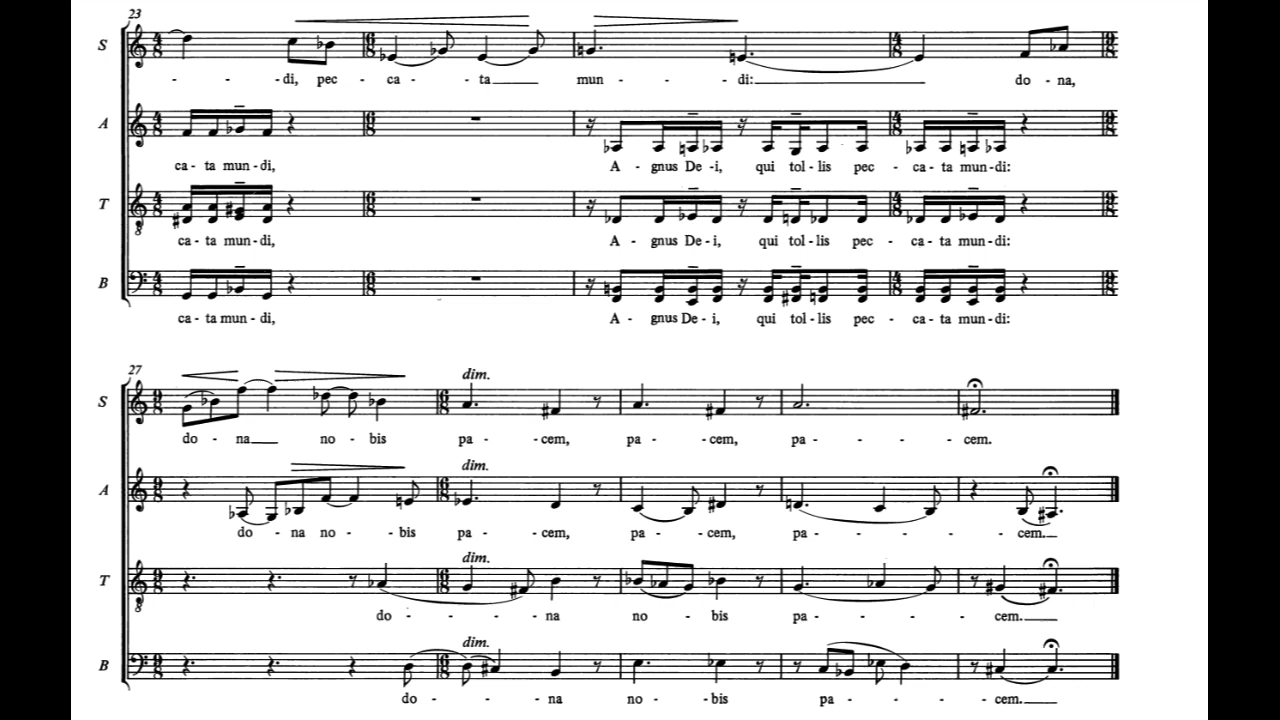 23
S
- - - di, pec - ca - ta mun - - di: do - na,
A
ca - ta mun - di, A - gnus De - i, qui tol - lis pec - ca - ta mun - di:
T
ca - ta mun - di, A - gnus De - i, qui tol - lis pec - ca - ta mun - di:
B
ca - ta mun - di, A - gnus De - i, qui tol - lis pec - ca - ta mun - di:
27
dim.
S
do - na no - bis pa - cem, pa - cem, pa - - - cem.
dim.
A
do - na no - bis pa - cem, pa - cem, pa - - - - cem.
dim.
T
do - - - na no - bis pa - - - - cem.
dim.
B
do - - - na no - bis pa - - - cem.